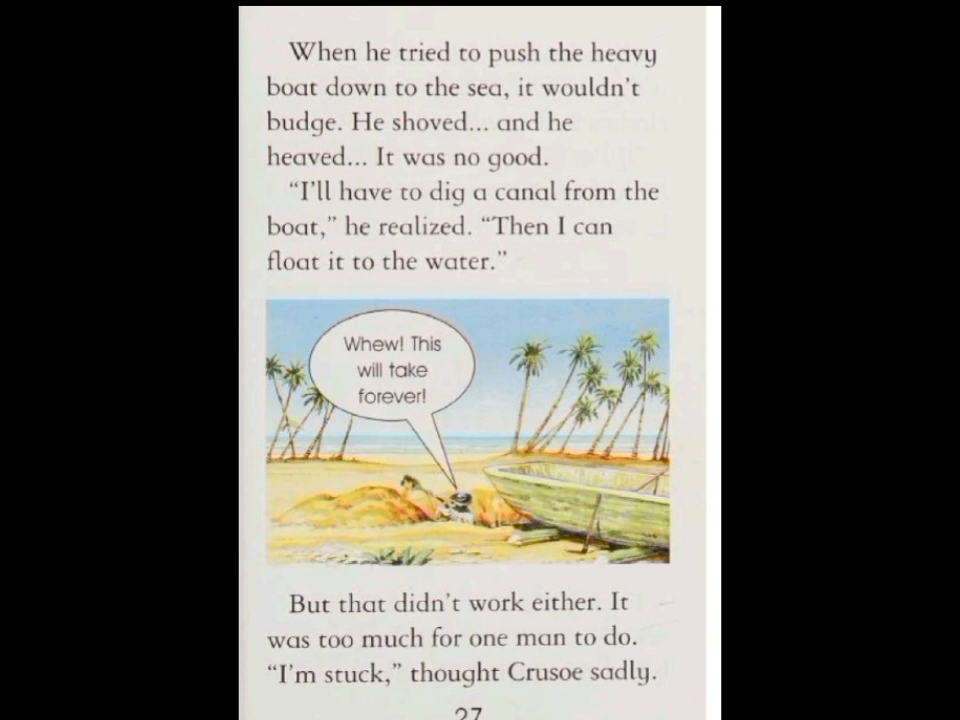 When he tried to push the heavy
boat down to the sea, it wouldn't
budge. He shoved... and he
heaved... It was no good.
"I'll have to dig a canal from the
boat," he realized. "Then I can
float it to the water."
Whew! This
will take
forever!
But that didn't work either. It
was too much for one man to do.
"I'm stuck," thought Crusoe sadly.
27